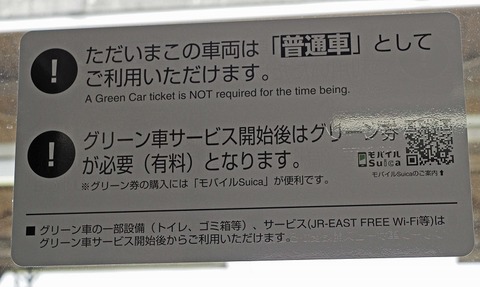 ただいまこの車両は「普通車」として
ご利用いただけます。
A Green Car ticket is NOT required for the time being.
グリーン車サービス開始後はグリーン券
が必要（有料）となります。
※グリーン券の購入には「モバイルSuica」が便利です。
モバイル
Suica
モバイルSuicaのご案内⬆
■ グリーン車の一部設備（トイレ、ゴミ箱等）、サービス(JR-EAST FREE Wi-Fi等)は
グリーン車サービス開始後からご利用いただけます。